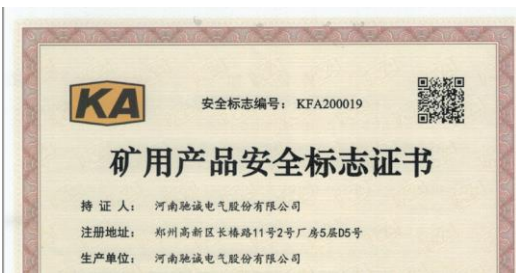 KA
安全标志编号： KFA200019
矿用产品安全标志证书
持 证 人： 河南驰诚电气股份有限公司
注册地址： 郑州高新区长椿路11号2号厂房5层D5号
生产单位： 河南驰诚电气股份有限公司